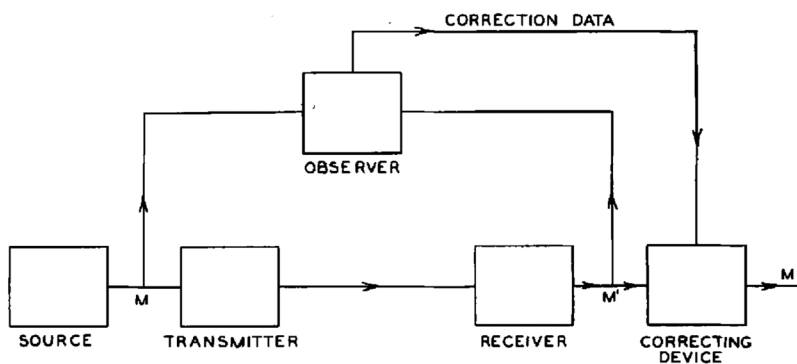 CORRECTION DATA
OBSERVER
M
M'
M
SOURCE
TRANSMITTER
RECEIVER
CORRECTING
DEVICE